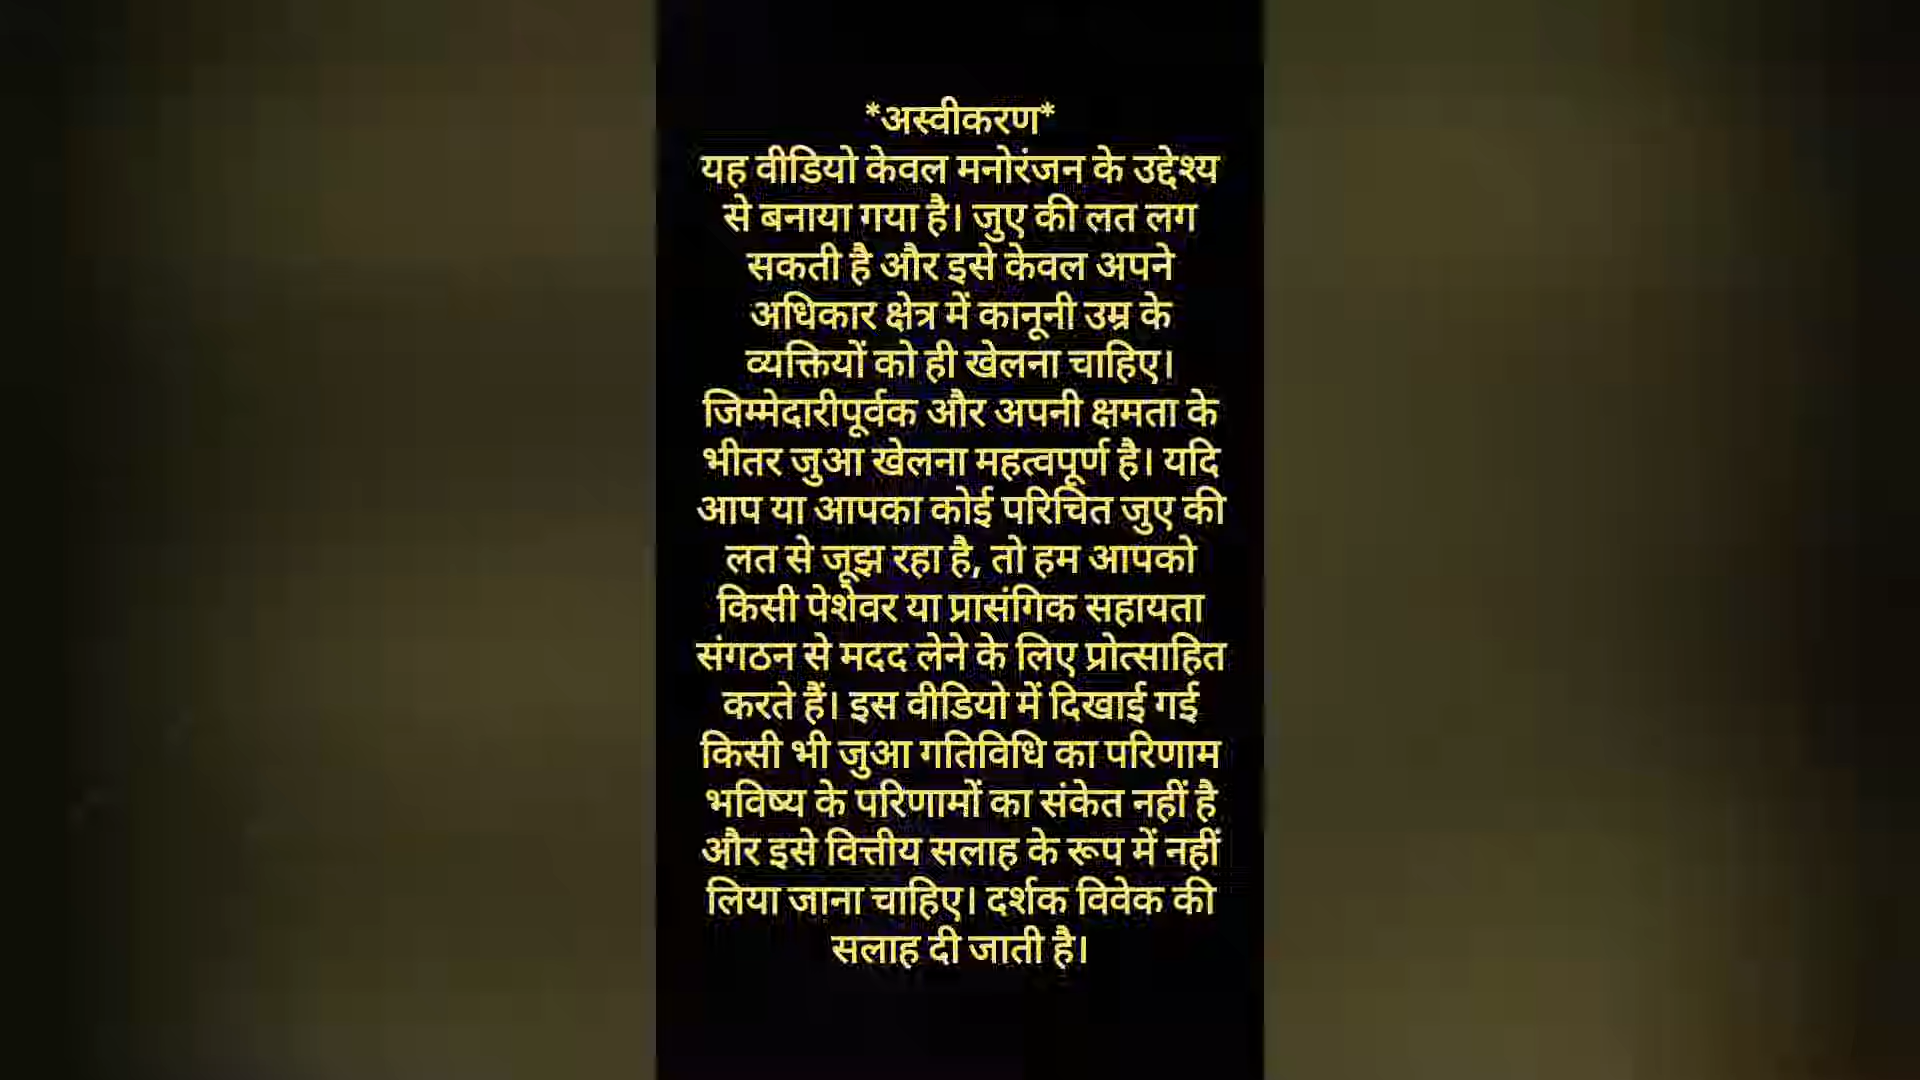 *अस्वीकरण*
यह वीडियो केवल मनोरंजन के उद्देश्य
से बनाया गया है। जुए की लत लग
सकती है और इसे केवल अपने
अधिकार क्षेत्र में कानूनी उम्र के
व्यक्तियों को ही खेलना चाहिए।
जिम्मेदारीपूर्वक और अपनी क्षमता के
भीतर जुआ खेलना महत्वपूर्ण है। यदि
आप या आपका कोई परिचित जुए की
लत से जूझ रहा है, तो हम आपको
किसी पेशेवर या प्रासंगिक सहायता
संगठन से मदद लेने के लिए प्रोत्साहित
करते हैं। इस वीडियो में दिखाई गई
किसी भी जुआ गतिविधि का परिणाम
भविष्य के परिणामों का संकेत नहीं है
और इसे वित्तीय सलाह के रूप में नहीं
लिया जाना चाहिए। दर्शक विवेक की
सलाह दी जाती है।